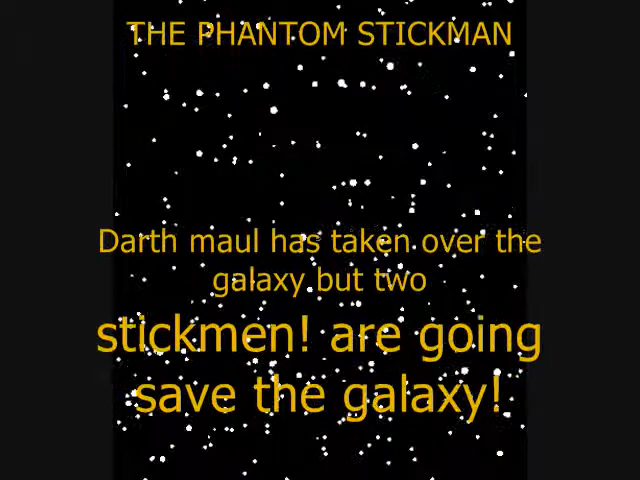 THE PHANTOM STICKMAN
Darth maul has taken over the
galaxy but two
stickmen! are going
save the galaxy!